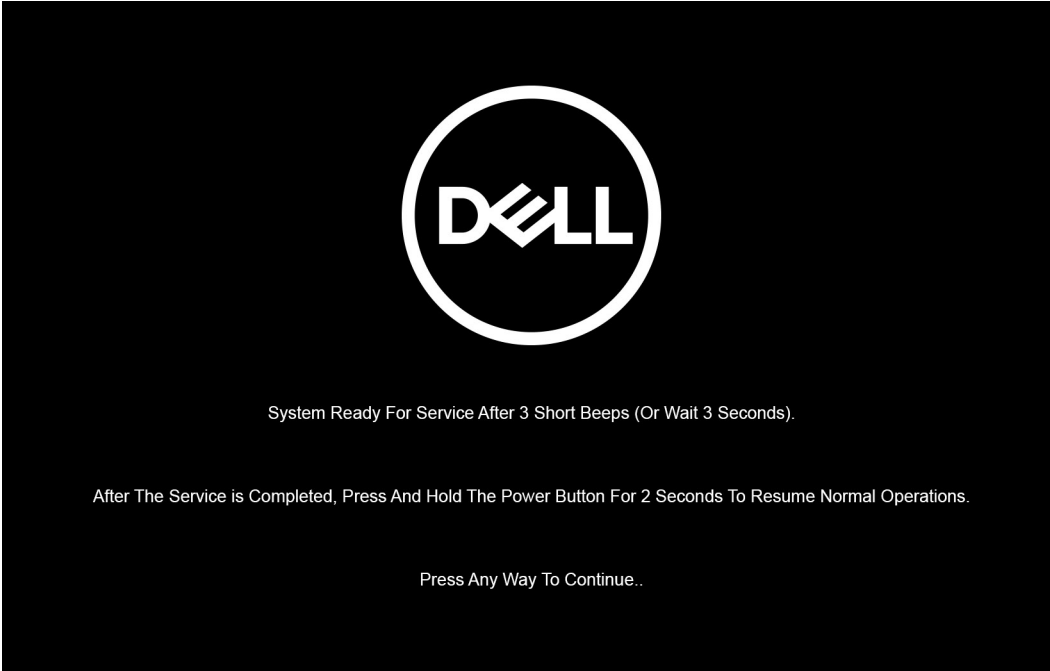 DELL
System Ready For Service After 3 Short Beeps (Or Wait 3 Seconds).
After The Service is Completed, Press And Hold The Power Button For 2 Seconds To Resume Normal Operations.
Press Any Way To Continue..